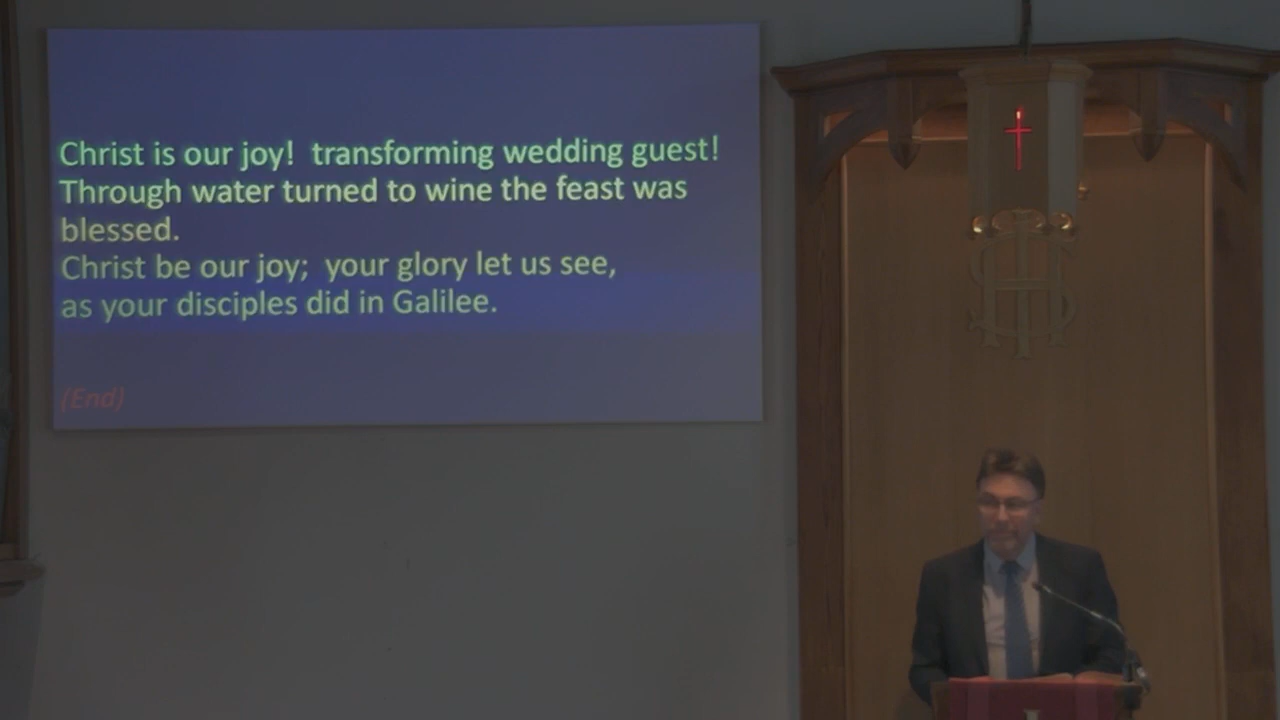 Christ is our joy!  transforming wedding guest!
Through water turned to wine the feast was
blessed.
Christ be our joy;  your glory let us see,
as your disciples did in Galilee.
(End)
IHS